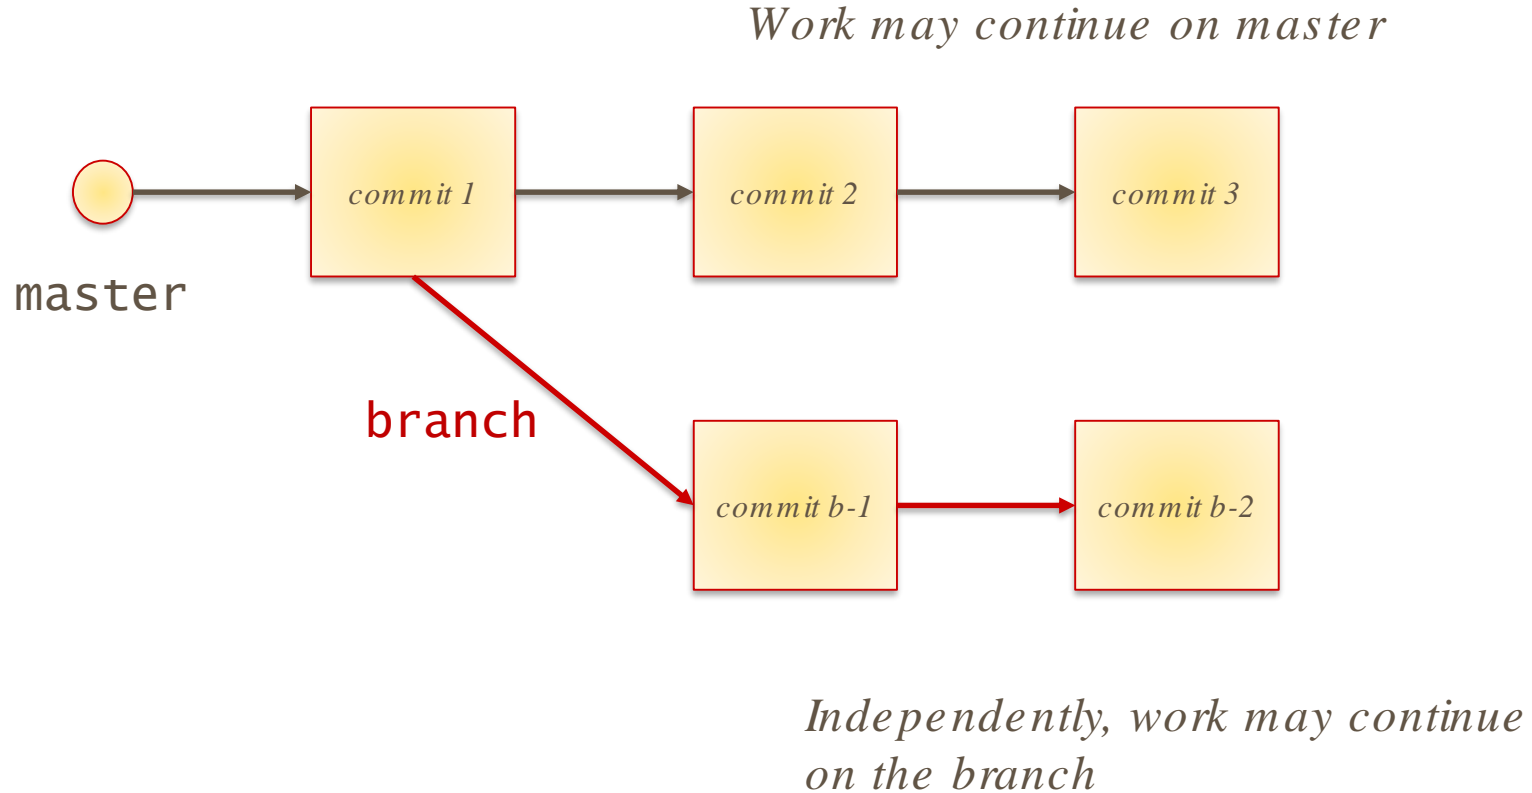 Work may continue on master
commit 1
commit 2
commit 3
master
branch
commit b-1
commit b-2
Independently, work may continue
on the branch